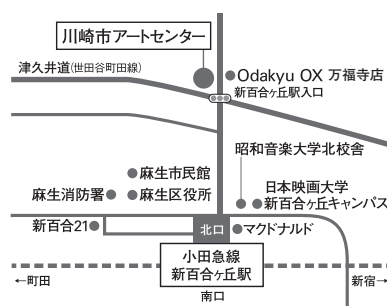 川崎市アートセンター
津久井道(世田谷町田線)
Odakyu OX 万福寺店
新百合ヶ丘駅入口
昭和音楽大学北校舎
麻生市民館
日本映画大学
麻生消防署
麻生区役所
新百合ヶ丘キャンパス
新百合21
北口
マクドナルド
小田急線
新百合ヶ丘駅
←町田
新宿→
南口